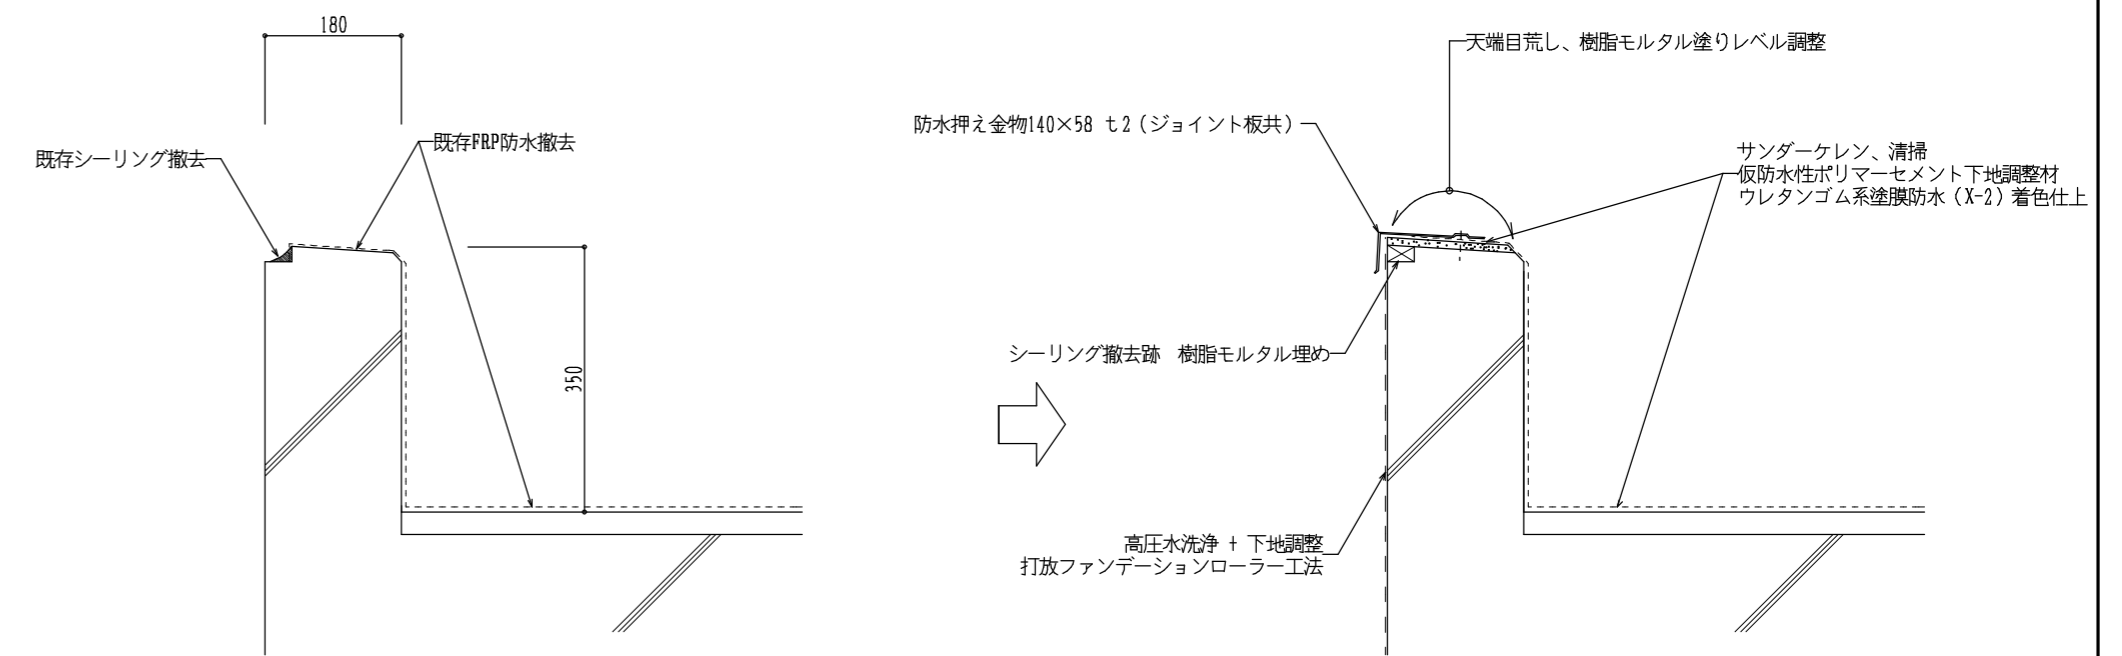 180
既存シーリング撤去
既存FRP防水撤去
350
天端目荒し、樹脂モルタル塗りレベル調整
防水押え金物140×58 t2（ジョイント板共）
サンダーケレン、清掃
仮防水性ポリマーセメント下地調整材
ウレタンゴム系塗膜防水（X-2）着色仕上
シーリング撤去跡　樹脂モルタル埋め
高圧水洗浄 + 下地調整
打放ファンデーションローラー工法